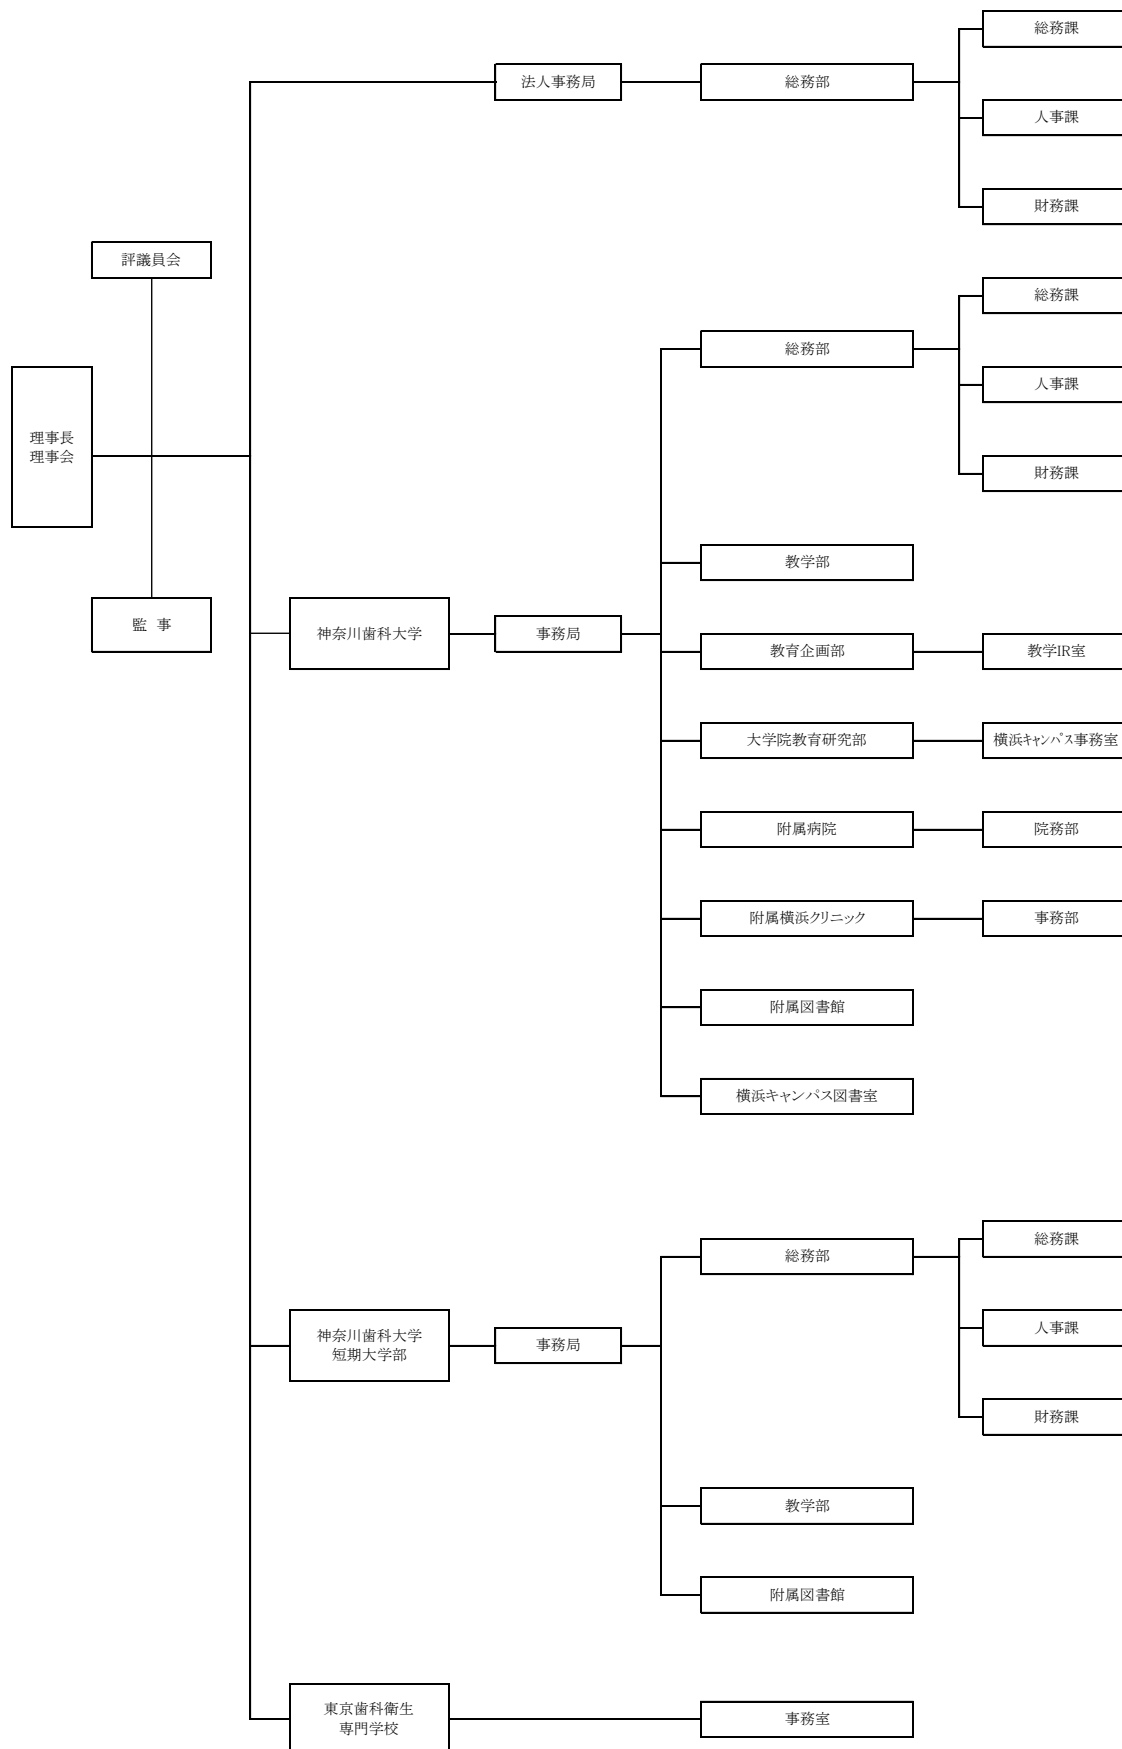 総務課
法人事務局
総務部
人事課
財務課
評議員会
総務課
総務部
人事課
理事長
理事会
財務課
教学部
監 事
神奈川歯科大学
事務局
教育企画部
教学IR室
大学院教育研究部
横浜キャンパス事務室
附属病院
院務部
附属横浜クリニック
事務部
附属図書館
横浜キャンパス図書室
総務課
総務部
人事課
神奈川歯科大学
短期大学部
事務局
財務課
教学部
附属図書館
東京歯科衛生
専門学校
事務室